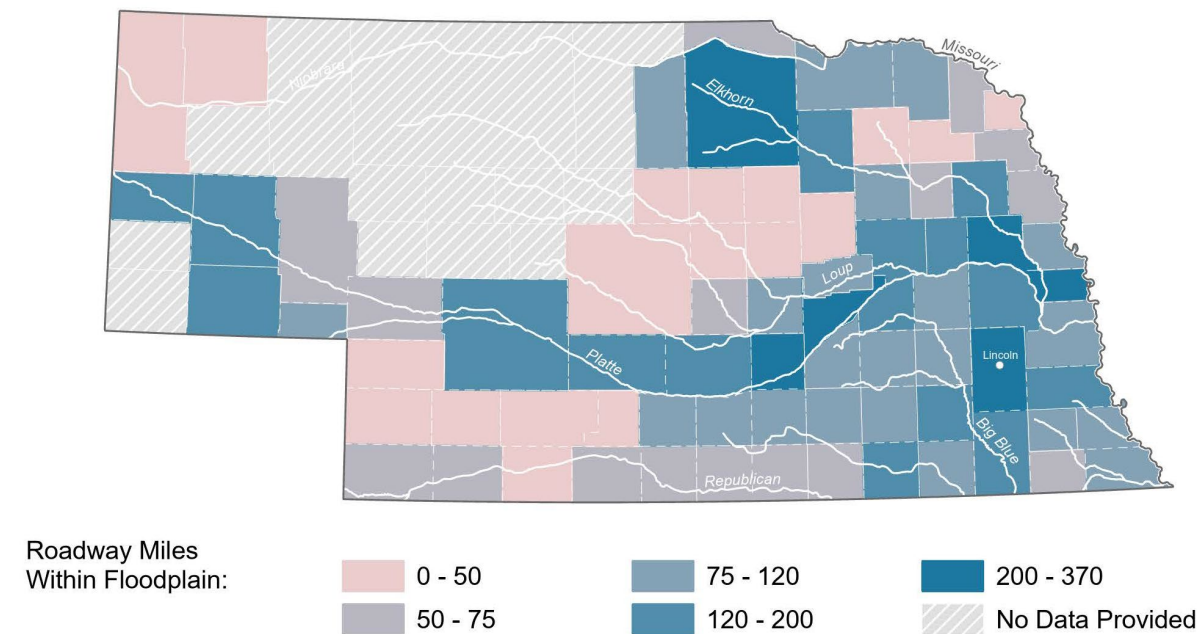 Missouri
Niobrara
Elkhorn
Loup
Platte
Lincoln
Big Blue
Republican
Roadway Miles
Within Floodplain:
0 - 50
75 - 120
200 - 370
50 - 75
120 - 200
No Data Provided